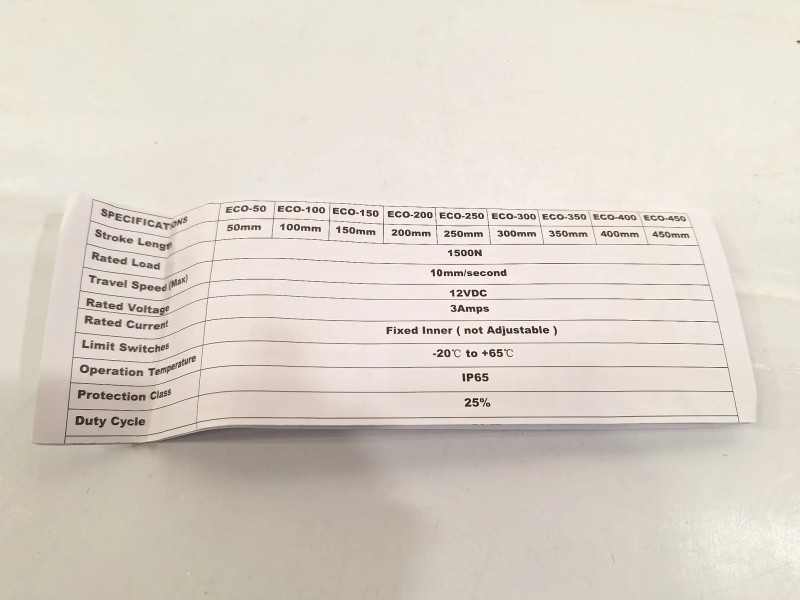 SPECIFICATIONS ECO-50 ECO-100 ECO-150 ECO-200 ECO-250 ECO-300 ECO-350 ECO-400 ECO-450
Stroke Length 50mm 100mm 150mm 200mm 250mm 300mm 350mm 400mm 450mm
Rated Load 1500N
Travel Speed (Max) 10mm/second
Rated Voltage 12VDC
Rated Current 3Amps
Limit Switches Fixed Inner ( not Adjustable )
Operation Temperature -20℃ to +65℃
Protection Class IP65
Duty Cycle 25%